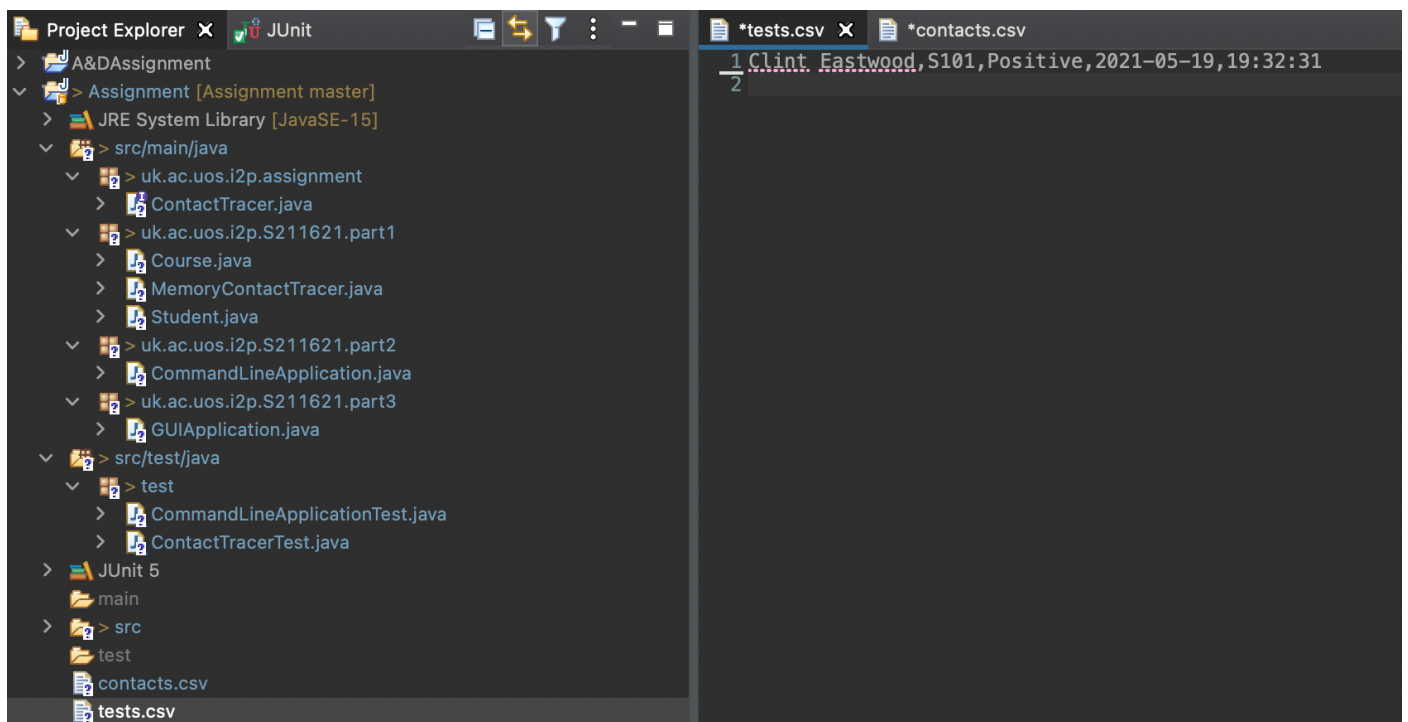 Project Explorer JUnit
A&DAssignment
> Assignment [Assignment master]
JRE System Library [JavaSE-15]
> src/main/java
> uk.ac.uos.i2p.assignment
ContactTracer.java
> uk.ac.uos.i2p.S211621.part1
Course.java
MemoryContactTracer.java
Student.java
> uk.ac.uos.i2p.S211621.part2
CommandLineApplication.java
> uk.ac.uos.i2p.S211621.part3
GUIApplication.java
> src/test/java
> test
CommandLineApplicationTest.java
ContactTracerTest.java
JUnit 5
main
> src
test
contacts.csv
tests.csv
*tests.csv *contacts.csv
1 Clint Eastwood,S101,Positive,2021-05-19,19:32:31
2